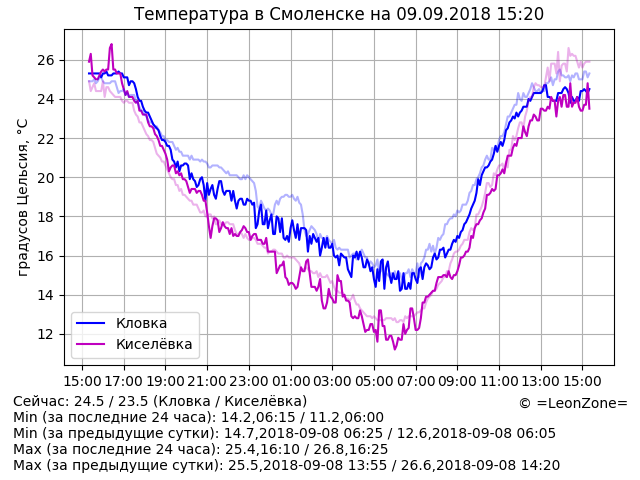 Температура в Смоленске на 09.09.2018 15:20
градусов Цельсия, °C
26
24
22
20
18
16
14
12
Кловка
Киселёвка
15:00 17:00 19:00 21:00 23:00 01:00 03:00 05:00 07:00 09:00 11:00 13:00 15:00
Сейчас: 24.5 / 23.5 (Кловка / Киселёвка)
© =LeonZone=
Min (за последние 24 часа): 14.2,06:15 / 11.2,06:00
Min (за предыдущие сутки): 14.7,2018-09-08 06:25 / 12.6,2018-09-08 06:05
Max (за последние 24 часа): 25.4,16:10 / 26.8,16:25
Max (за предыдущие сутки): 25.5,2018-09-08 13:55 / 26.6,2018-09-08 14:20